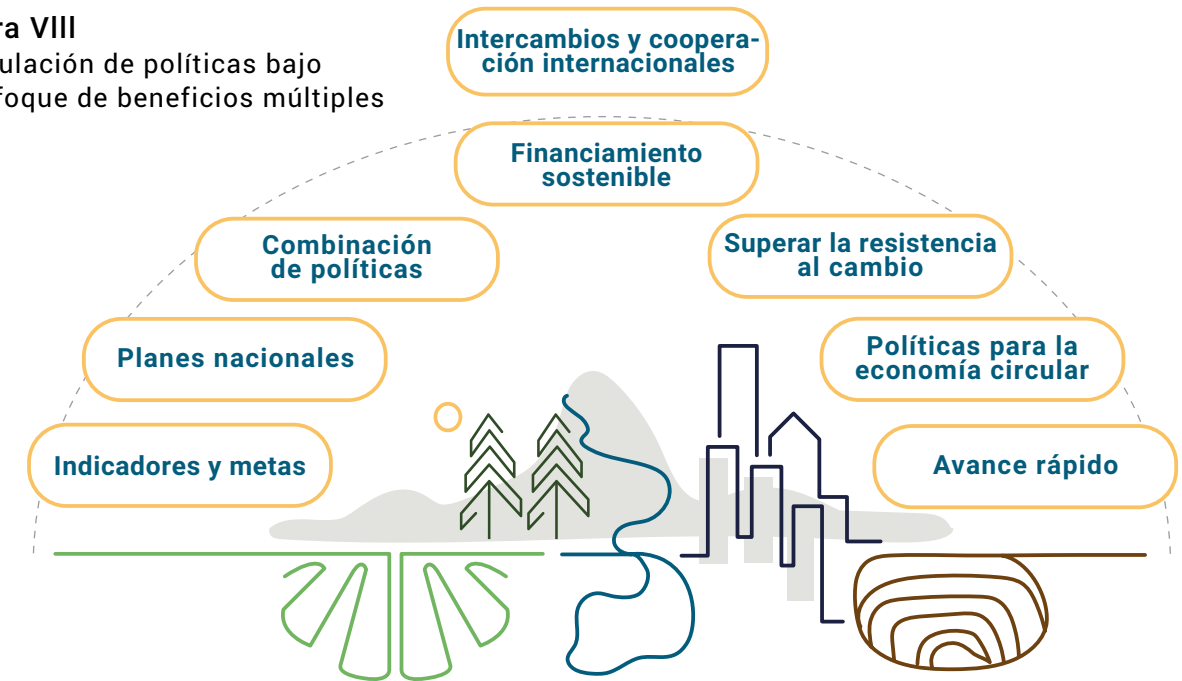 ra VIII
ulación de políticas bajo
foque de beneficios múltiples
Intercambios y coopera-
ción internacionales
Financiamiento
sostenible
Combinación
de políticas
Superar la resistencia
al cambio
Planes nacionales
Políticas para la
economía circular
Indicadores y metas
Avance rápido